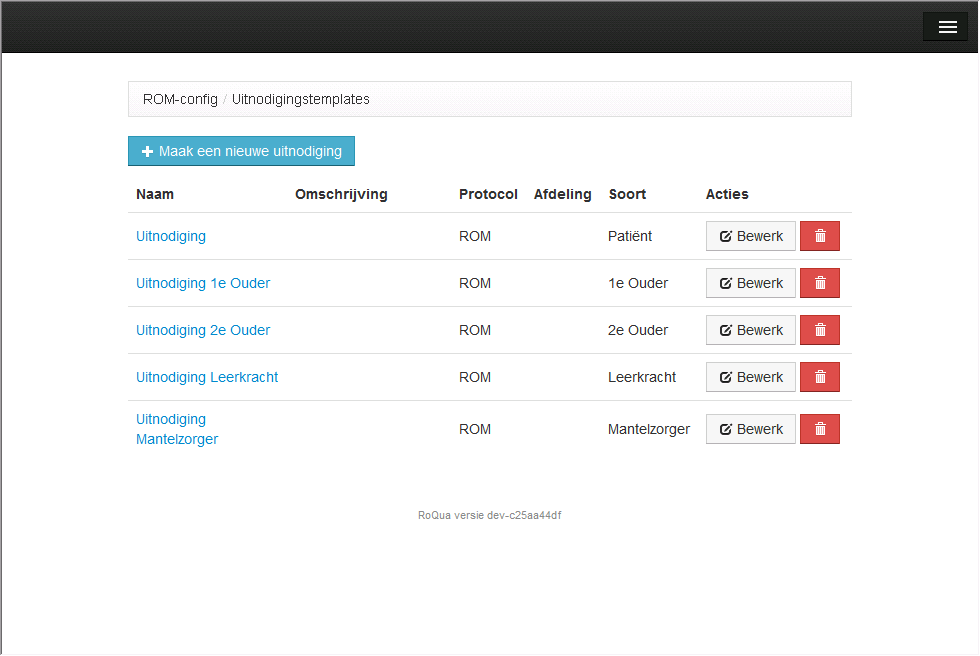 ROM-config / Uitnodigingstemplates
Maak een nieuwe uitnodiging
Naam Omschrijving Protocol Afdeling Soort Acties
Uitnodiging ROM Patiënt Bewerk
Uitnodiging 1e Ouder ROM 1e Ouder Bewerk
Uitnodiging 2e Ouder ROM 2e Ouder Bewerk
Uitnodiging Leerkracht ROM Leerkracht Bewerk
Uitnodiging
Mantelzorger ROM Mantelzorger Bewerk
RoQua versie dev-c25aa44df